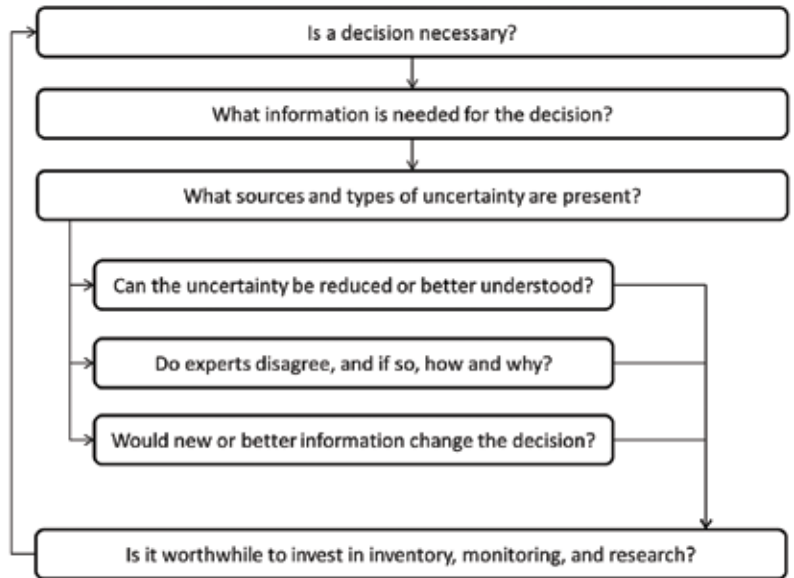 Is a decision necessary?
What information is needed for the decision?
What sources and types of uncertainty are present?
Can the uncertainty be reduced or better understood?
Do experts disagree, and if so, how and why?
Would new or better information change the decision?
Is it worthwhile to invest in inventory, monitoring, and research?